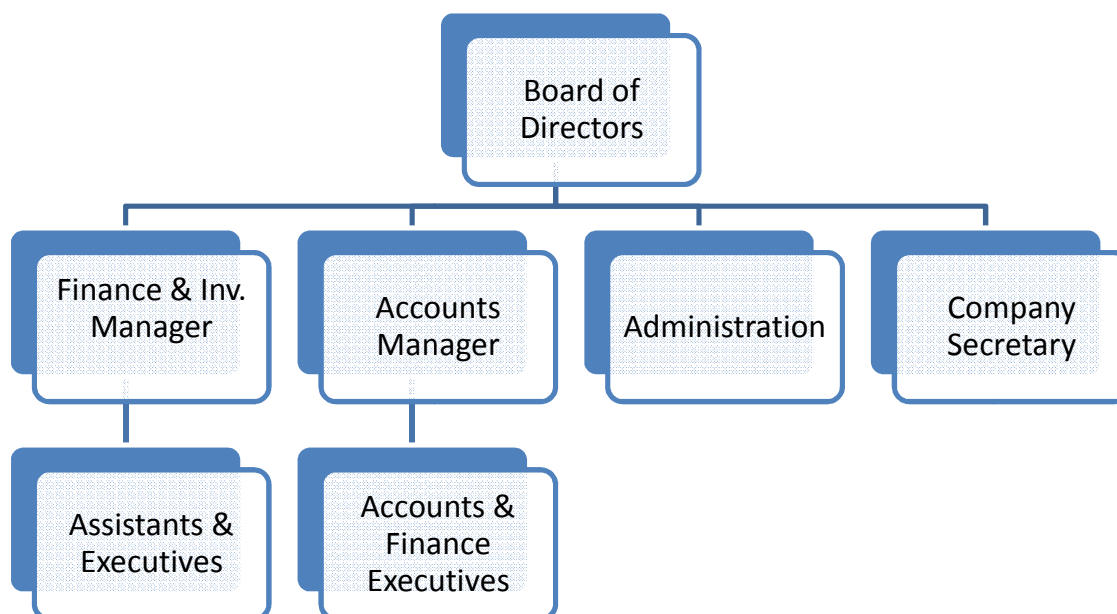 Board of
Directors
Finance & Inv.
Manager
Accounts
Manager
Administration
Company
Secretary
Assistants &
Executives
Accounts &
Finance
Executives